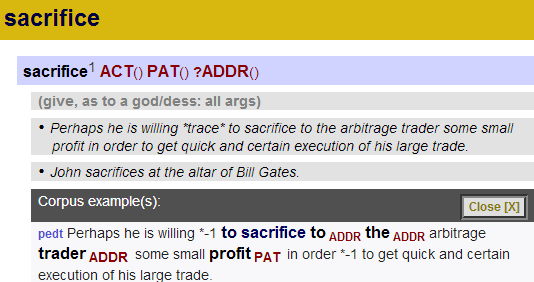 sacrifice
sacrifice1 ACT() PAT() ?ADDR()
(give, as to a god/dess: all args)
• Perhaps he is willing *trace* to sacrifice to the arbitrage trader some small
profit in order to get quick and certain execution of his large trade.
• John sacrifices at the altar of Bill Gates.
Corpus example(s):
Close [X]
pedt Perhaps he is willing *-1 to sacrifice to ADDR the ADDR arbitrage
trader ADDR some small profit PAT in order *-1 to get quick and certain
execution of his large trade.